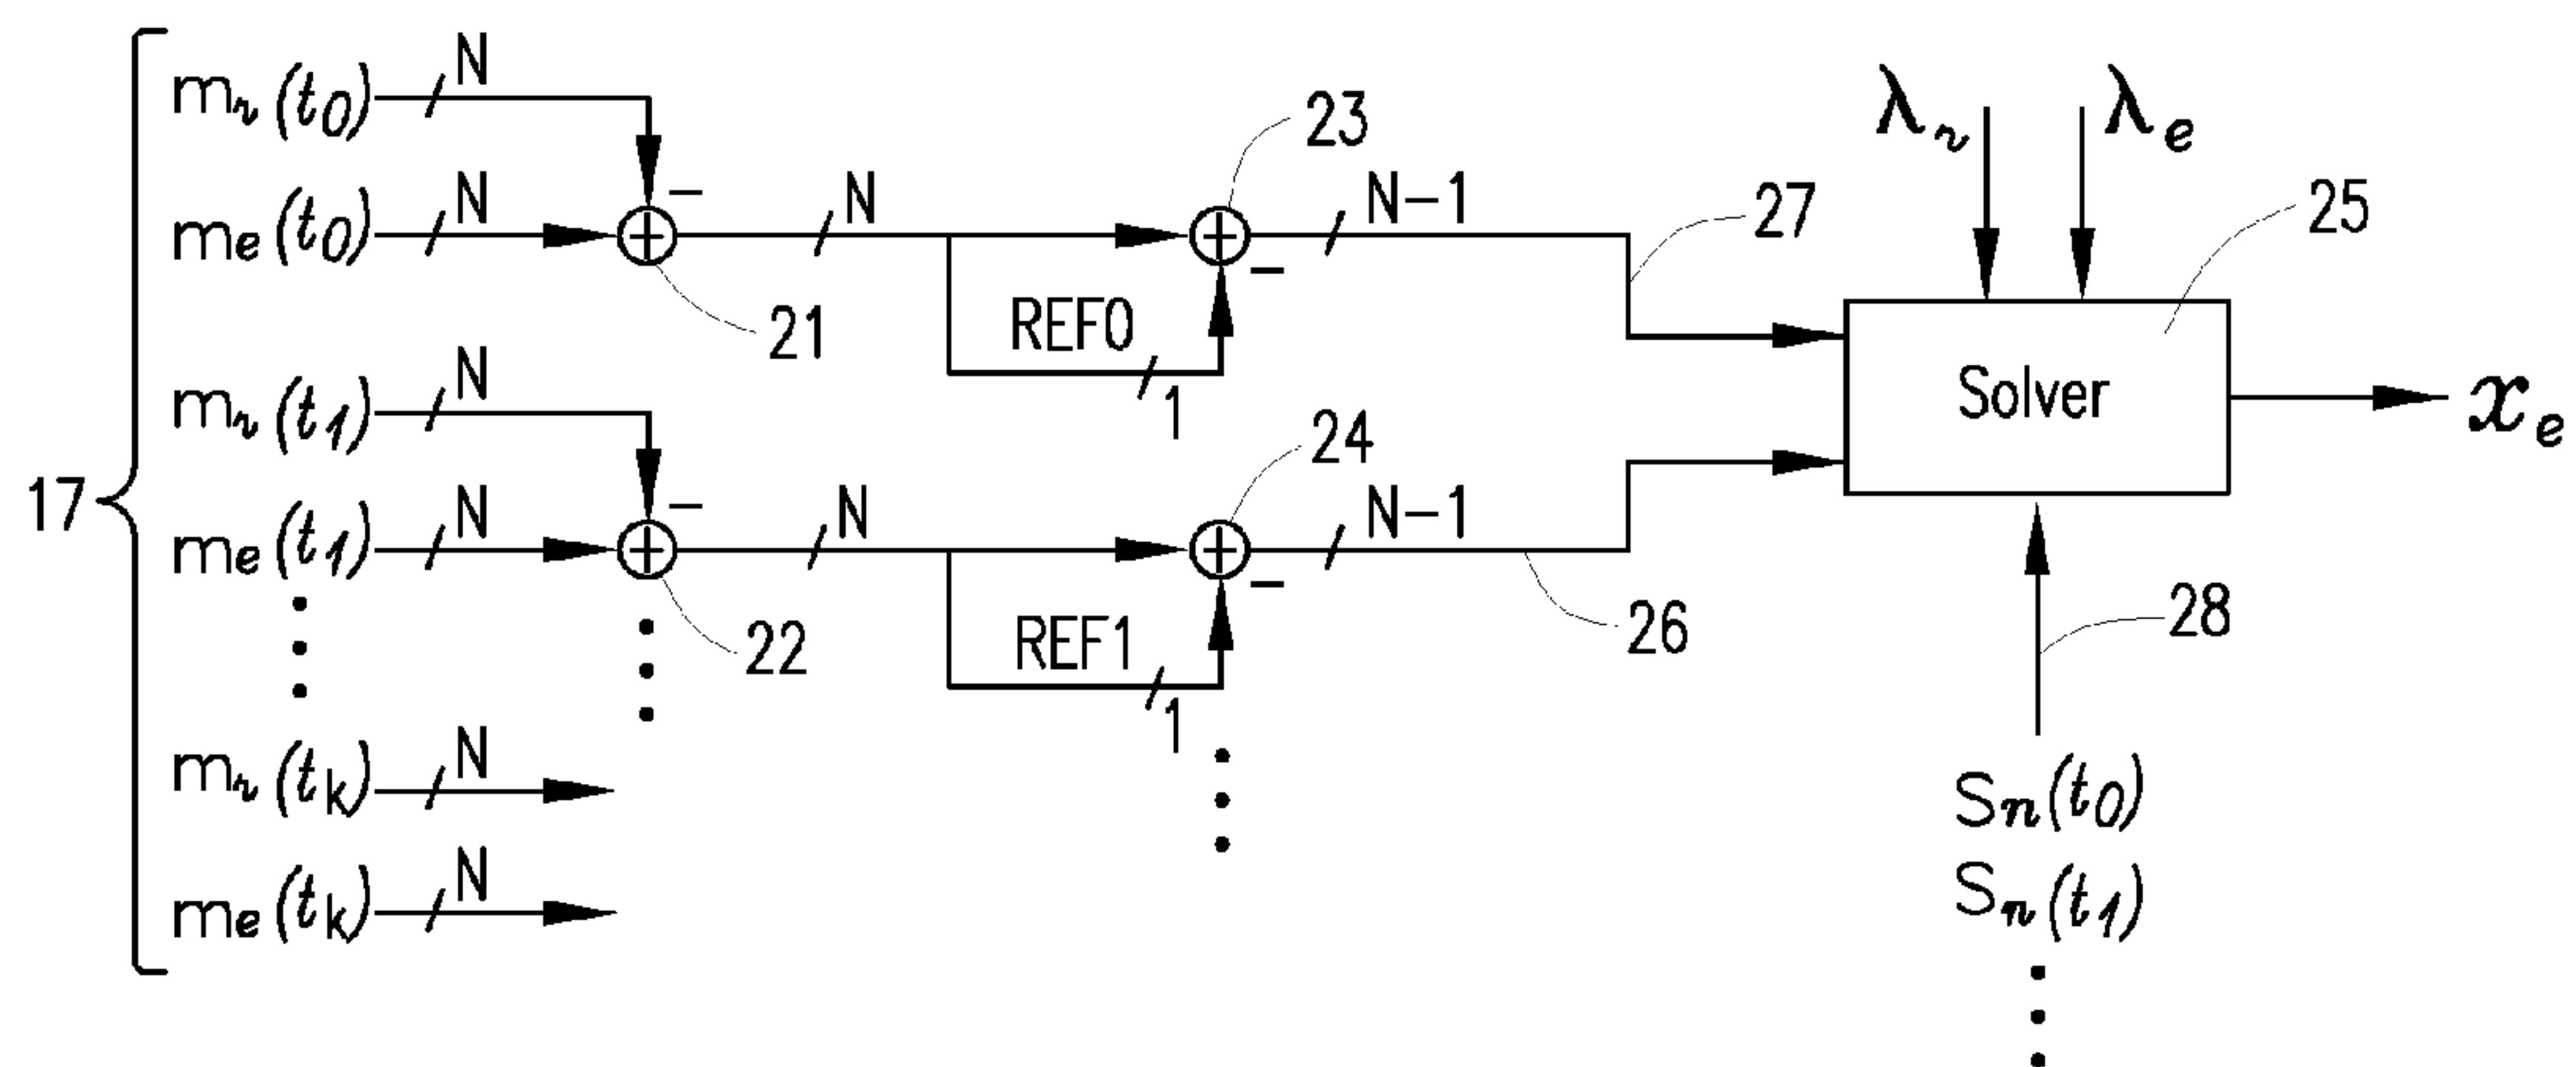 17
mr(t0) N
me(t0) N
−
N
21
REF0
1
23
−
N−1
27
mr(t1) N
me(t1) N
−
N
22
REF1
1
24
−
N−1
26
mr(tk) N
me(tk) N
λr λe
25
Solver
xe
28
Sn(t0)
Sn(t1)